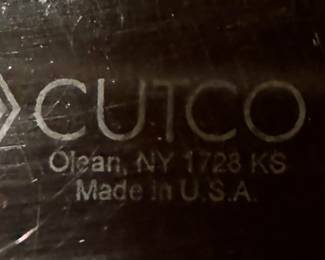 CUTCO
Olean, NY 1728 KS
Made in U.S.A.